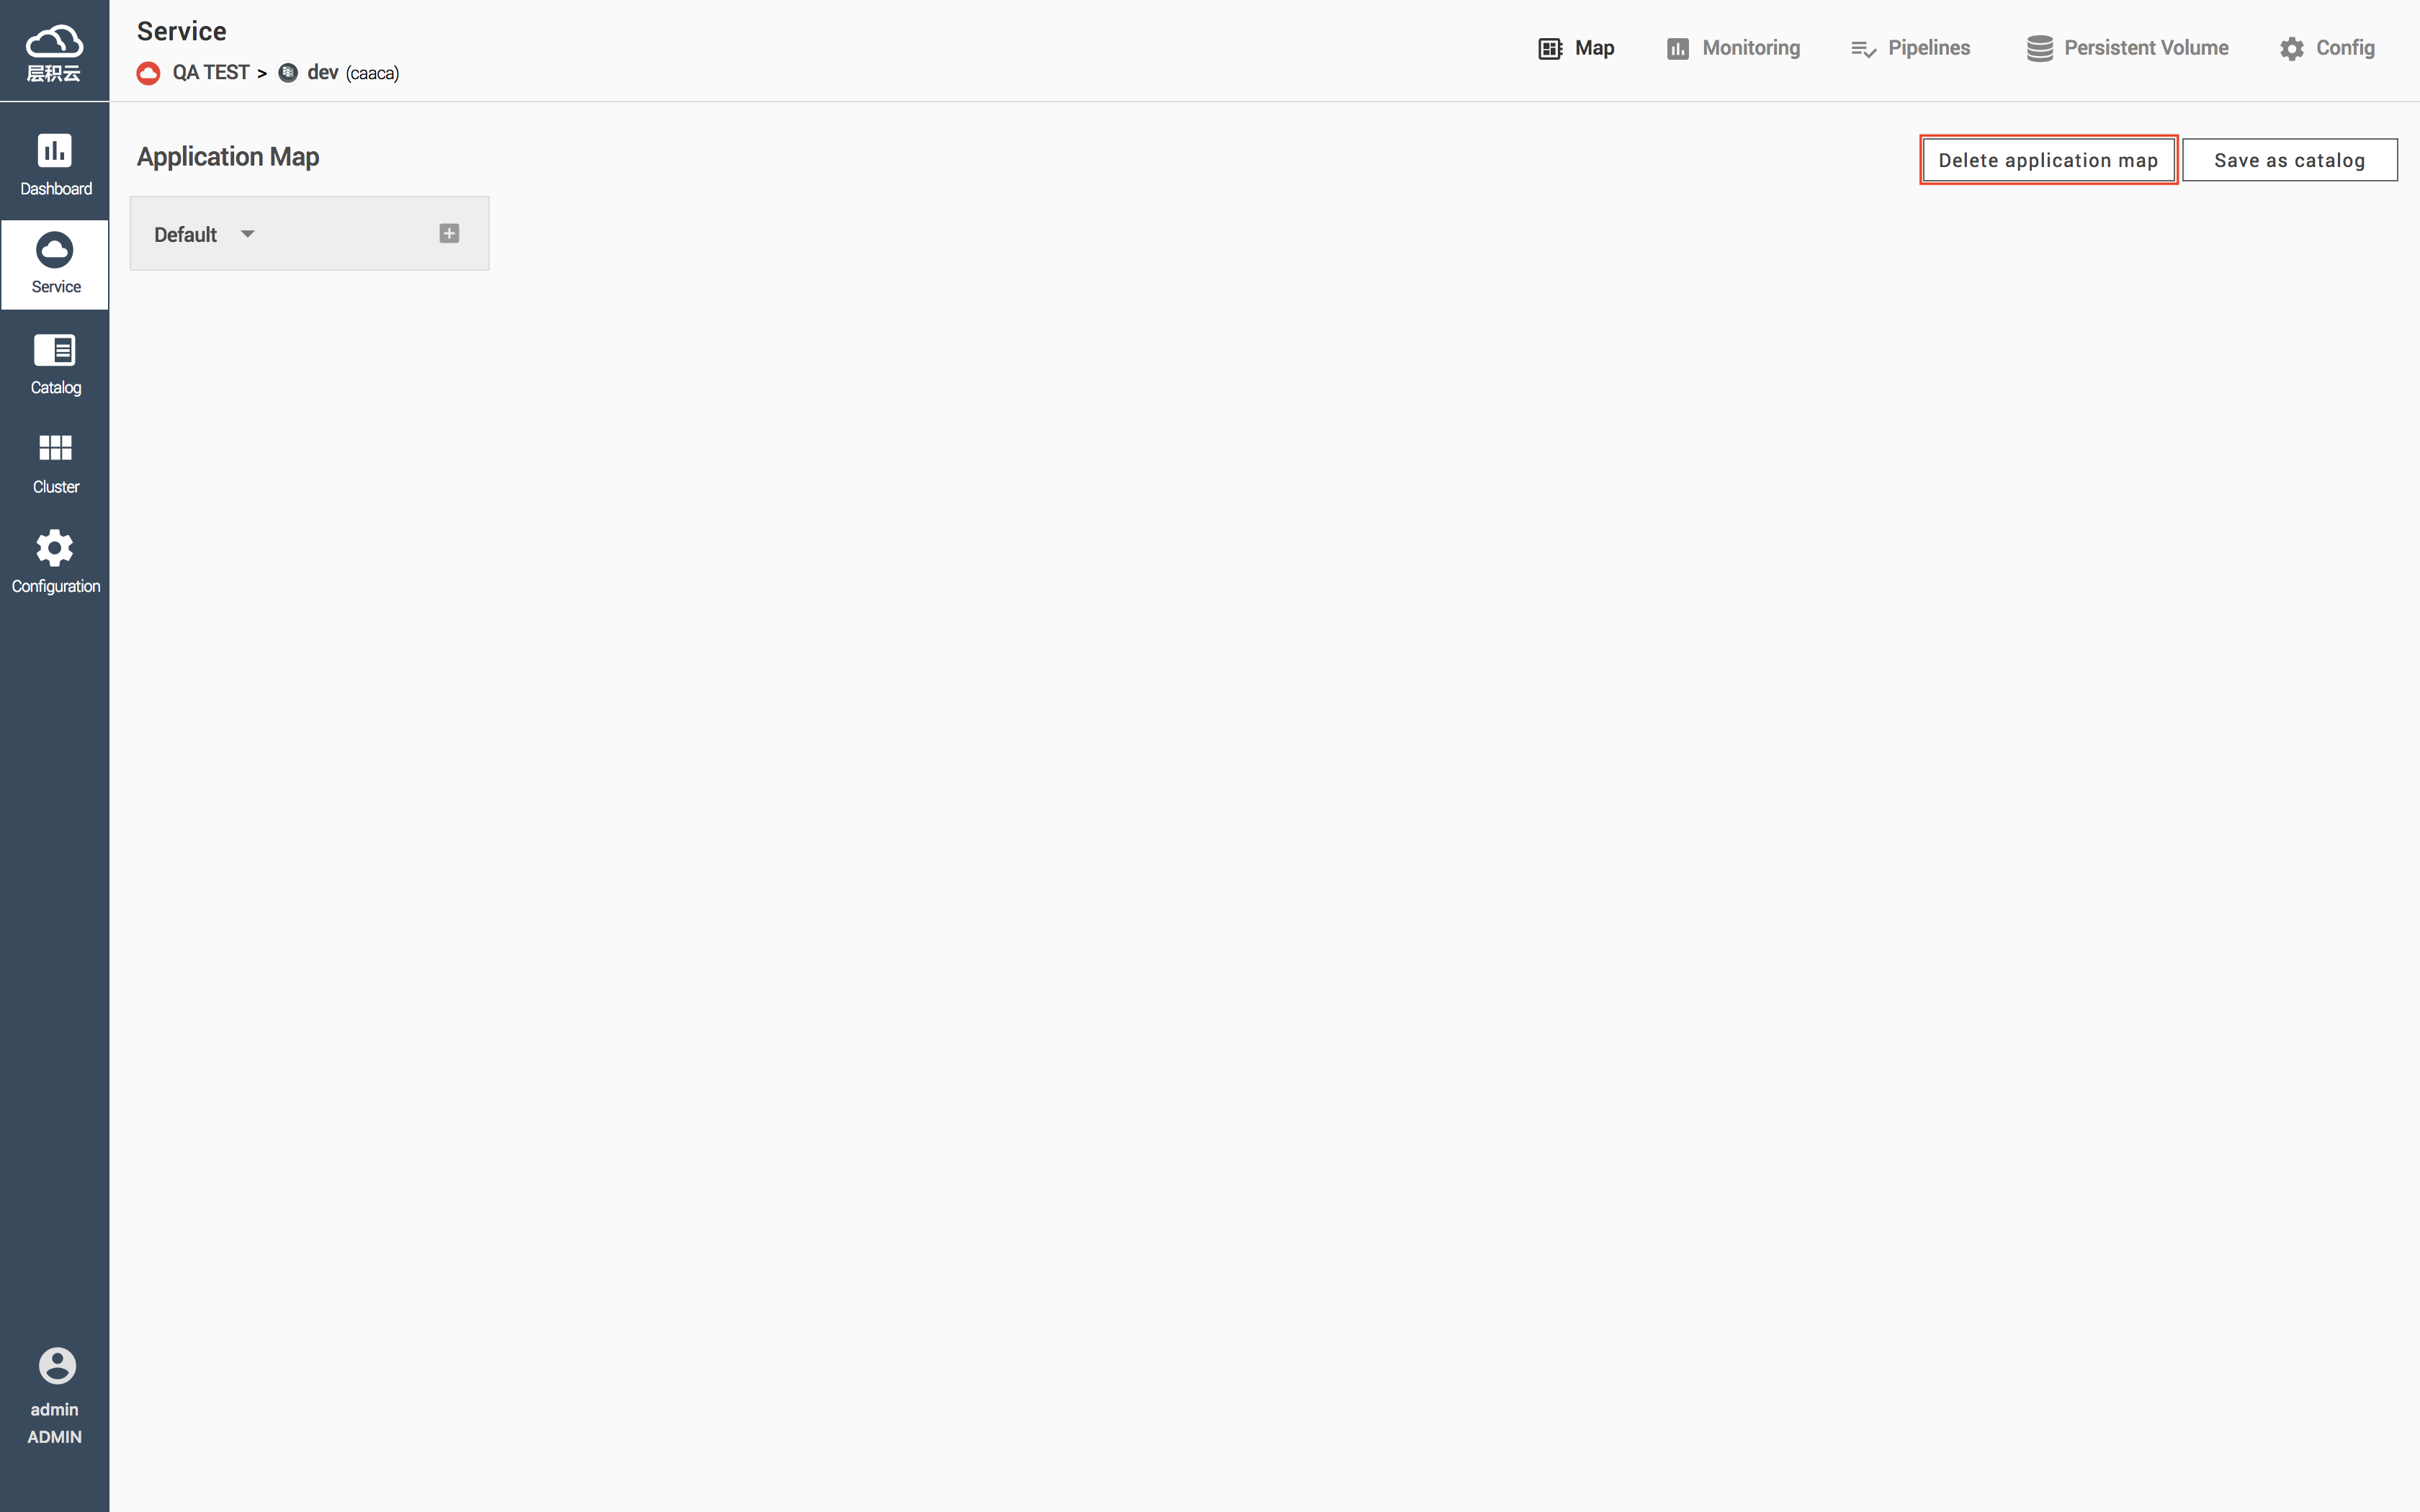 层积云
Service
QA TEST > dev (caaca)
Map
Monitoring
Pipelines
Persistent Volume
Config
Dashboard
Service
Catalog
Cluster
Configuration
admin
ADMIN
Application Map
Delete application map
Save as catalog
Default